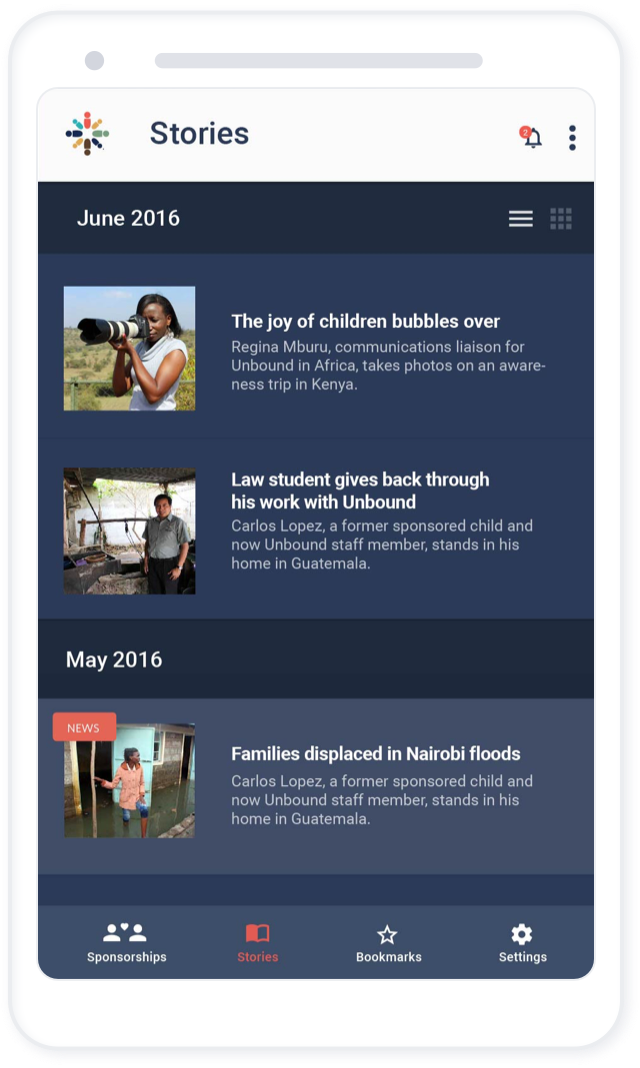 Stories
2
June 2016
The joy of children bubbles over
Regina Mburu, communications liaison for
Unbound in Africa, takes photos on an aware-
ness trip in Kenya.
Law student gives back through
his work with Unbound
Carlos Lopez, a former sponsored child and
now Unbound staff member, stands in his
home in Guatemala.
May 2016
NEWS
Families displaced in Nairobi floods
Carlos Lopez, a former sponsored child and
now Unbound staff member, stands in his
home in Guatemala.
Sponsorships
Stories
Bookmarks
Settings